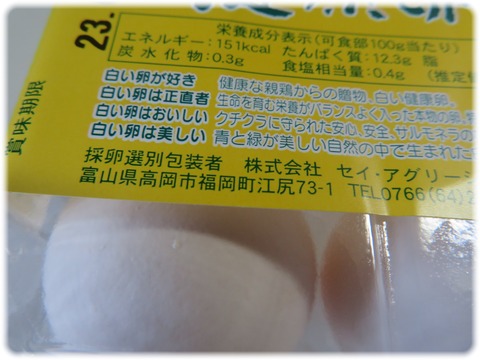 23.
栄養成分表示(可食部100g当たり)
エネルギー:151kcal たんぱく質:12.3g 脂
炭水化物:0.3g 食塩相当量:0.4g (推定値
白い卵が好き 健康な親鶏からの贈物、白い健康卵。
白い卵は正直者 生命を育む栄養がバランスよく入った本物の卵。
白い卵はおいしい クチクラに守られた安心、安全、サルモネラの
白い卵は美しい 青と緑が美しい自然の中で生まれた
採卵選別包装者 株式会社 セイ・アグリー
富山県高岡市福岡町江尻73-1 TEL0766(64)2
賞味期限